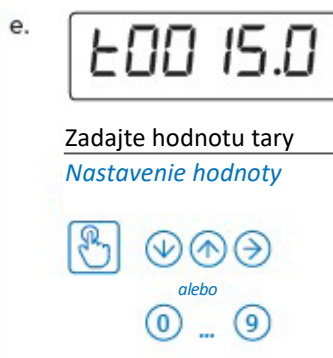 e.
t0015.0
Zadajte hodnotu tary
Nastavenie hodnoty
alebo
0 ... 9